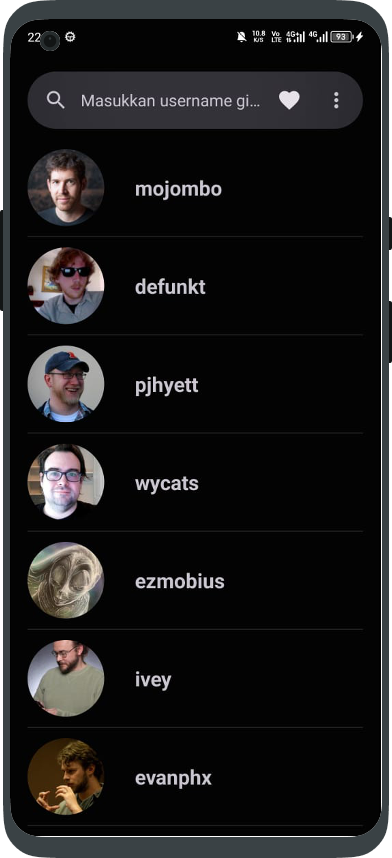 22
10.8
K/S
Vo
LTE
4G+
4G
93
Masukkan username gi...
mojombo
defunkt
pjhyett
wycats
ezmobius
ivey
evanphx